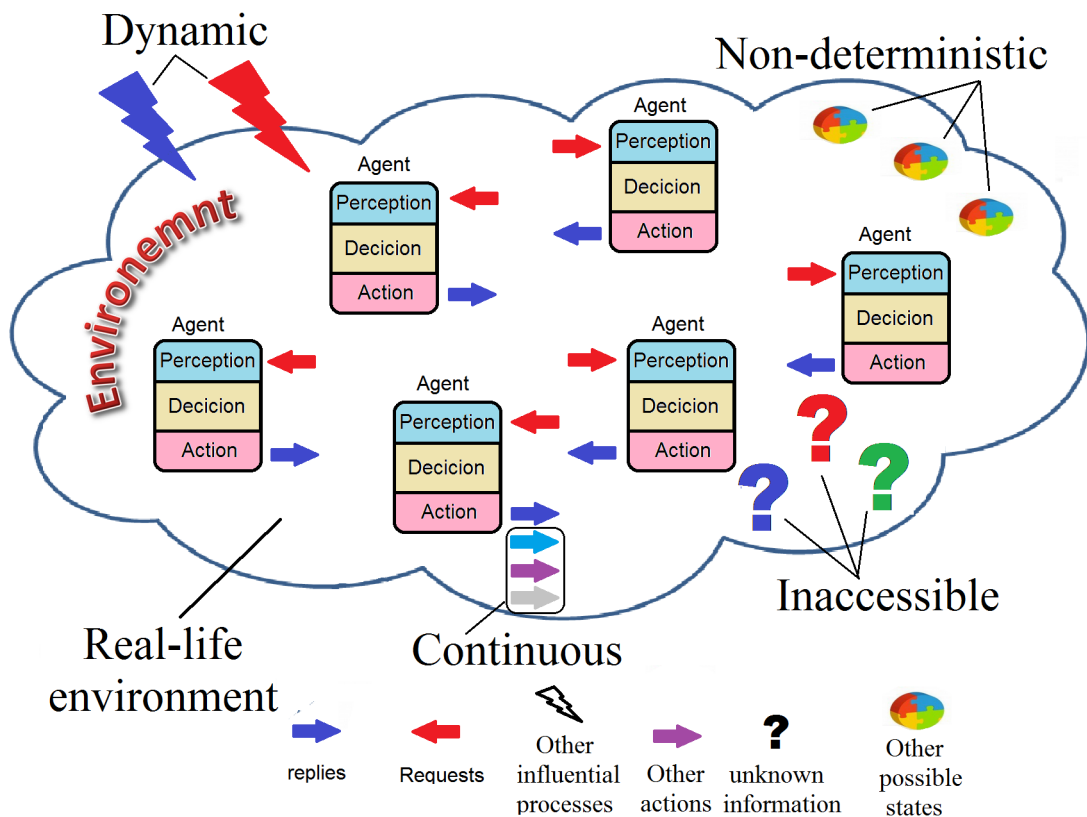 Dynamic
Non-deterministic
Environemnt
Agent
Perception
Decicion
Action
Agent
Perception
Decicion
Action
Agent
Perception
Decicion
Action
Agent
Perception
Decicion
Action
Agent
Perception
Decicion
Action
Agent
Perception
Decicion
Action
Inaccessible
Real-life
environment
Continuous
replies
Requests
Other
influential
processes
Other
actions
?
unknown
information
Other
possible
states